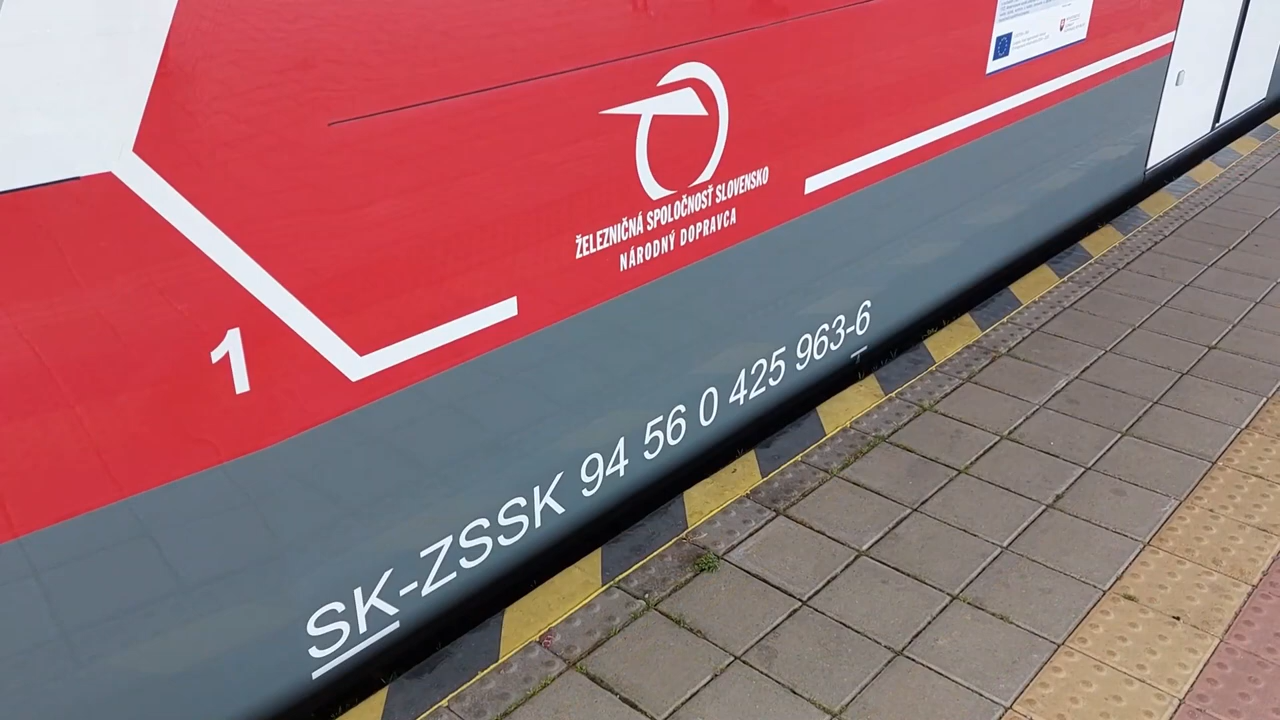 ŽELEZNIČNÁ SPOLOČNOSŤ SLOVENSKO
NÁRODNÝ DOPRAVCA
1
SK-ZSSK 94 56 0 425 963-6